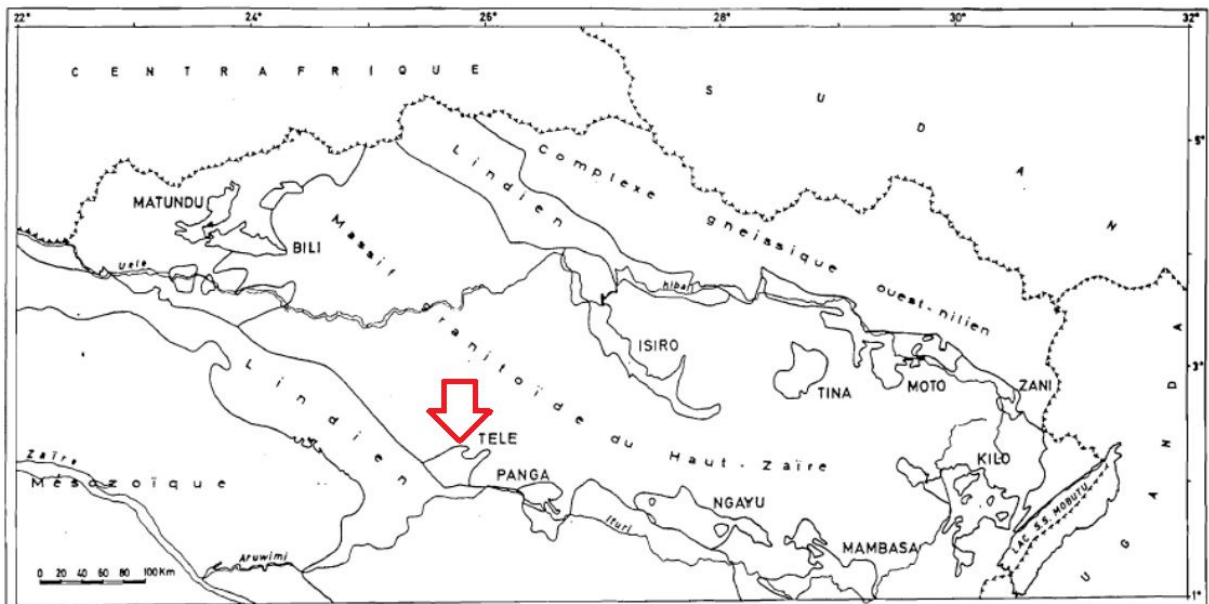 22° 24° 26° 28° 30° 32°
CENTRAFRIQUE
SUDAN
5°
Complexe gneissique ouest-nilien
Lindien
MATUNDU
Massif granitoïde du Haut-Zaïre
BILI
Uele
Kibali
ISIRO
3°
TINA
MOTO
ZANI
Lindien
TELE
Zaïre
PANGA
KILO
Mésozoïque
NGAYU
Ituri
LAC S.S. MOBUTU
UGANDA
MAMBASA
Aruwimi
0 20 40 60 80 100 Km
1°